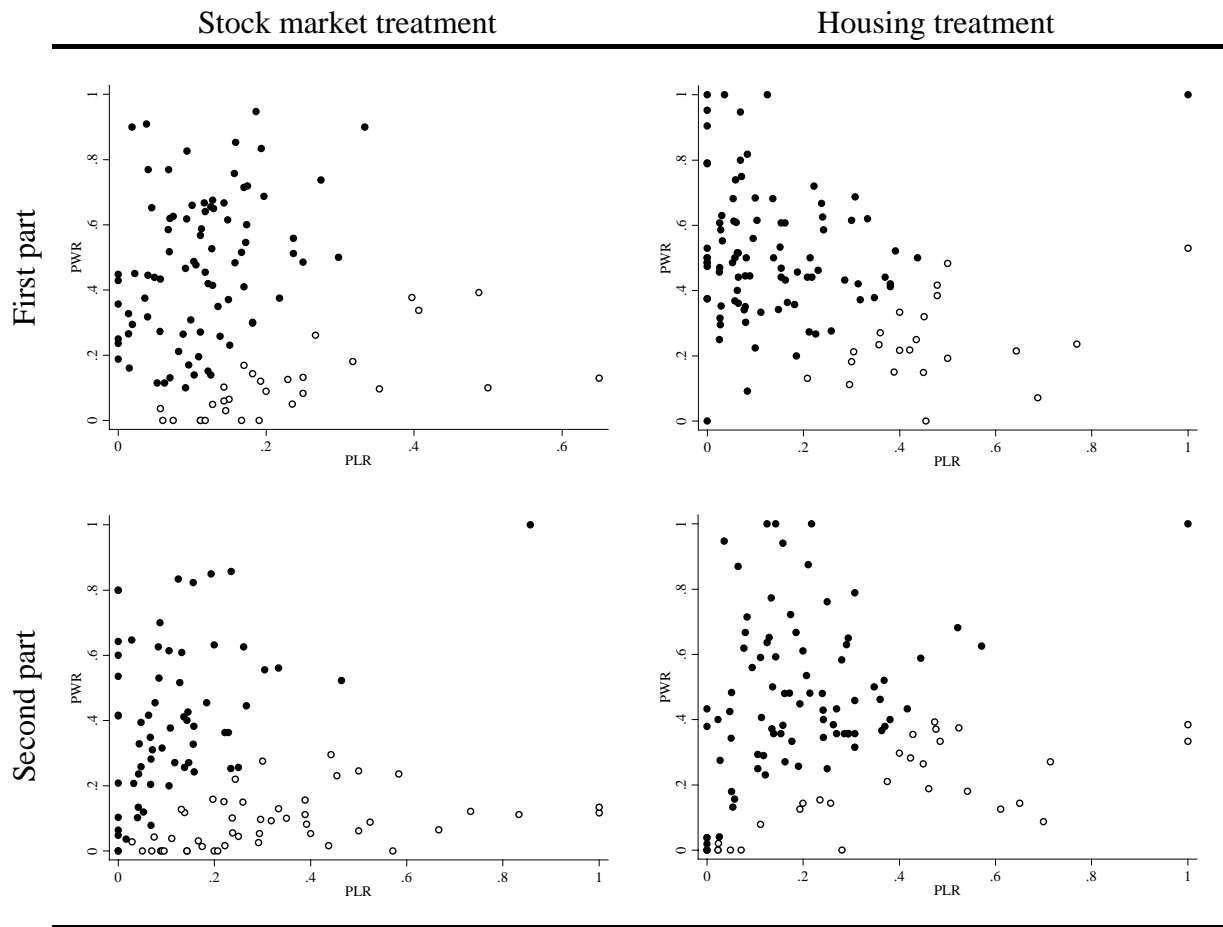 Stock market treatment
Housing treatment
First part
PWR
0 .2 .4 .6 .8 1
0 .2 .4 .6
PLR
PWR
0 .2 .4 .6 .8 1
0 .2 .4 .6 .8 1
PLR
Second part
PWR
0 .2 .4 .6 .8 1
0 .2 .4 .6 .8 1
PLR
PWR
0 .2 .4 .6 .8 1
0 .2 .4 .6 .8 1
PLR